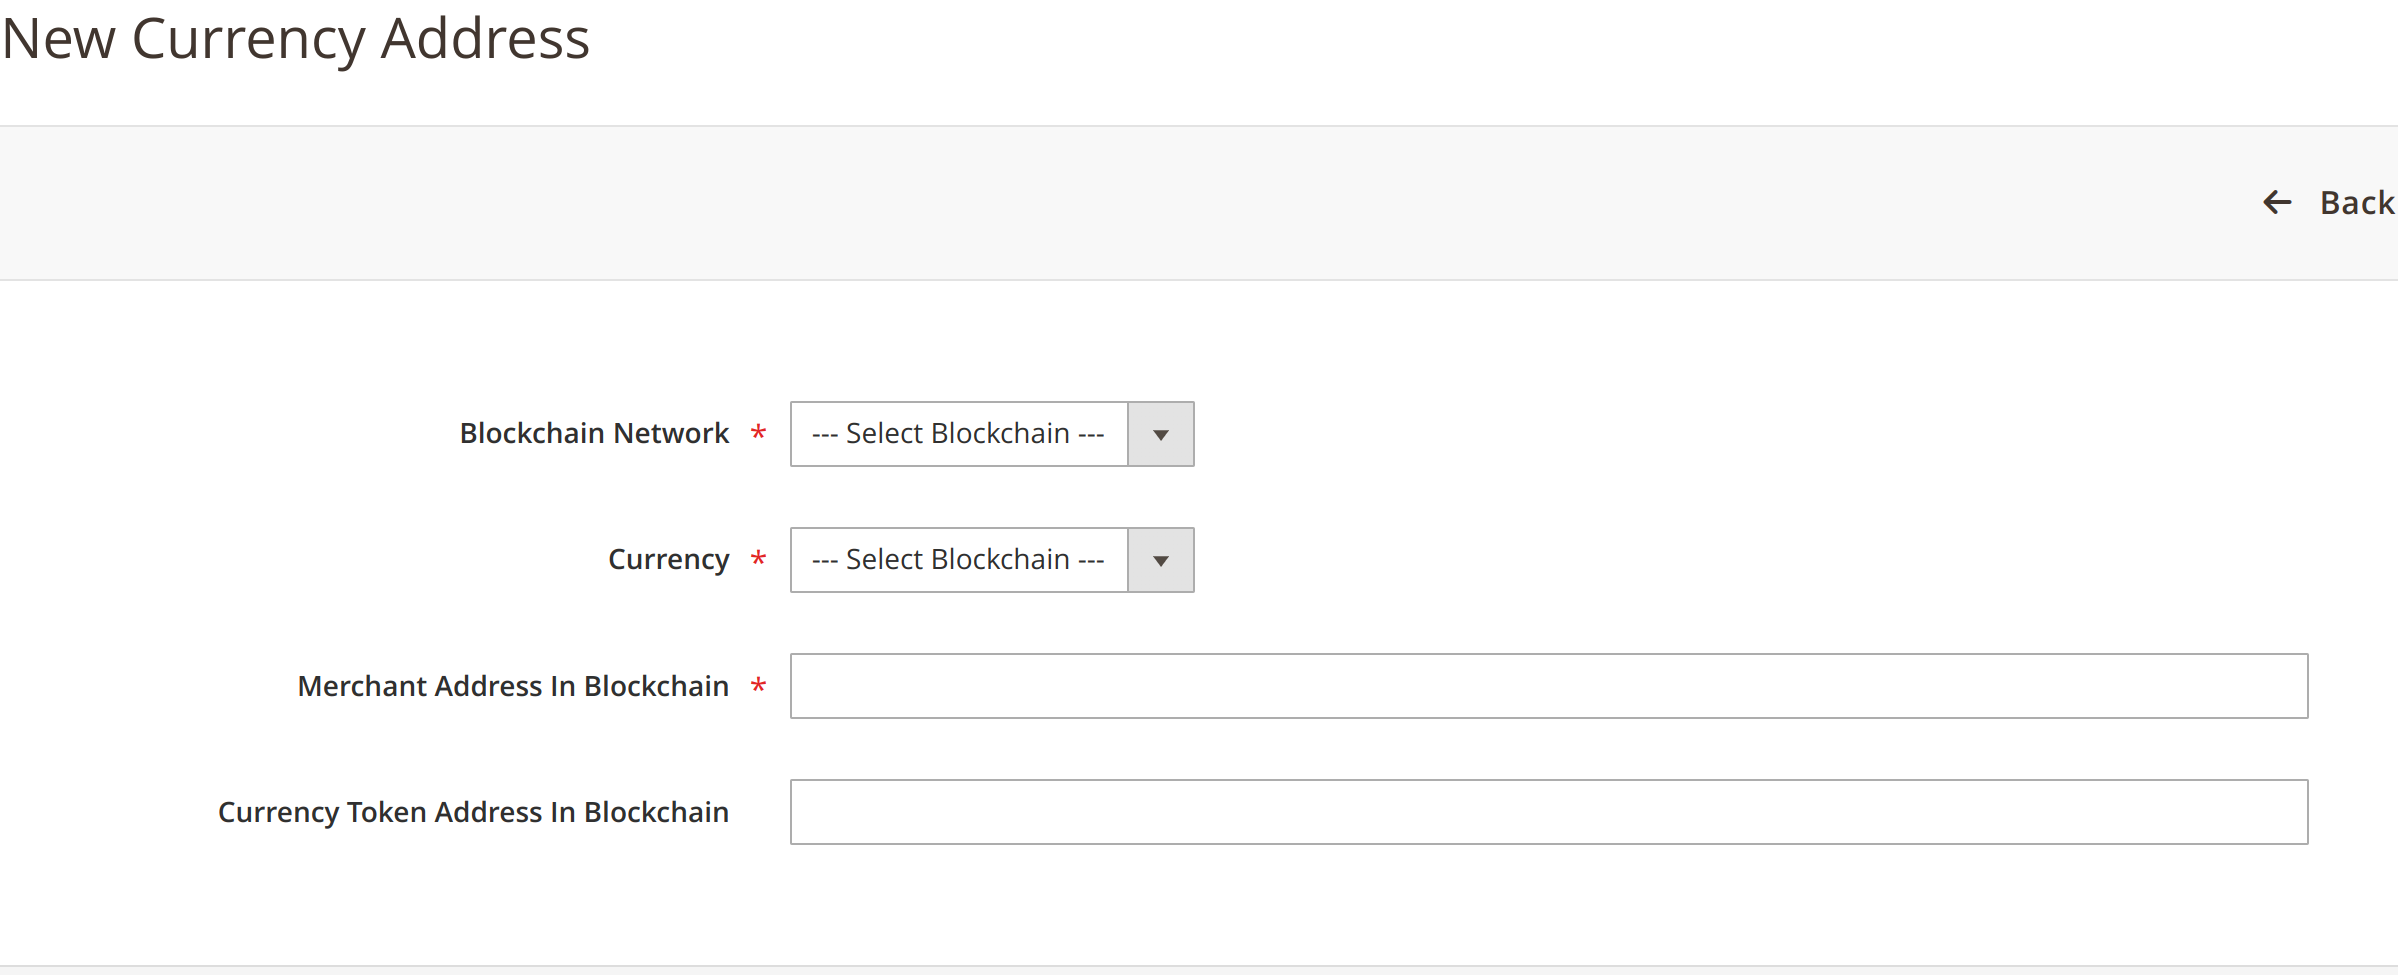 New Currency Address
Back
Blockchain Network *
--- Select Blockchain ---
Currency *
--- Select Blockchain ---
Merchant Address In Blockchain *
Currency Token Address In Blockchain